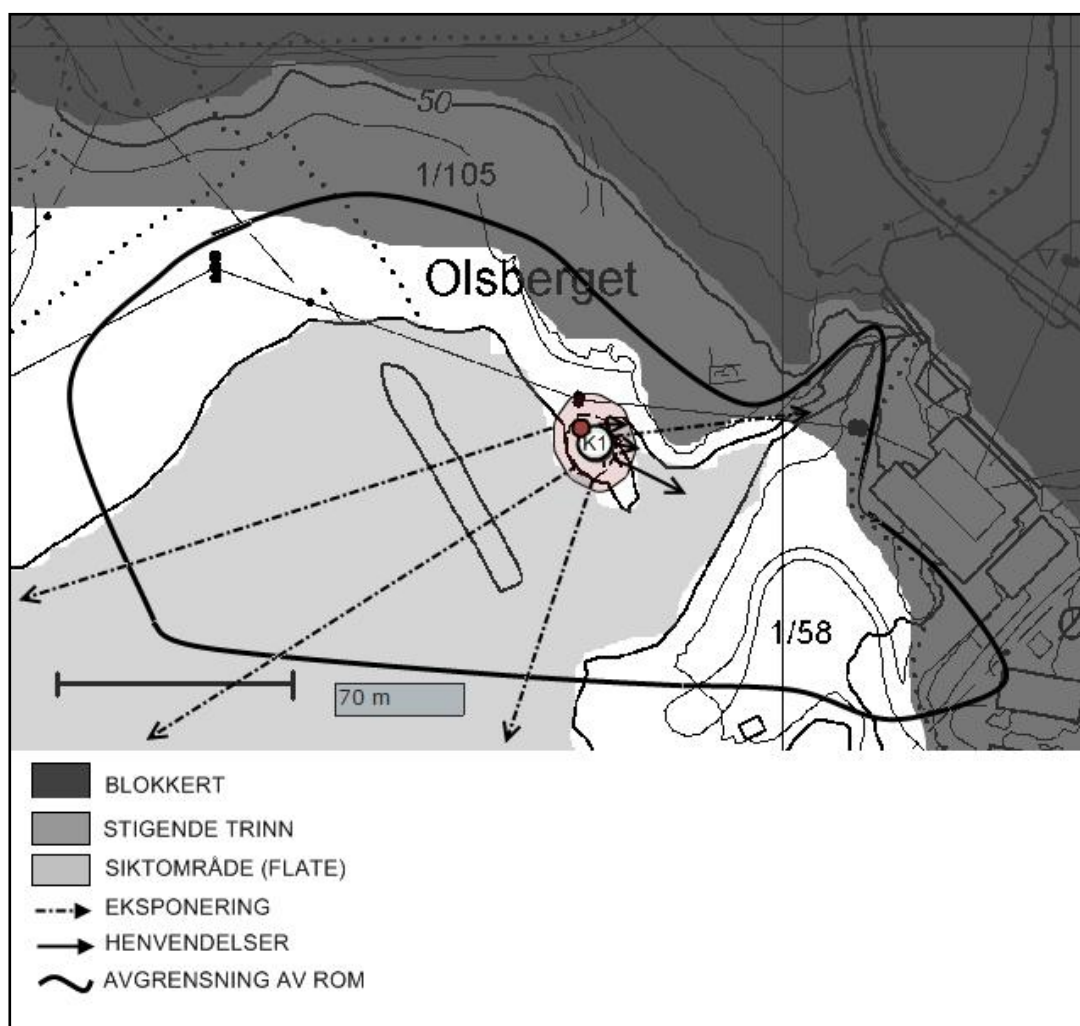 50
1/105
Olsberget
K1
1/58
70 m
BLOKKERT
STIGENDE TRINN
SIKTOMRÅDE (FLATE)
EKSPONERING
HENVENDELSER
AVGRENSNING AV ROM